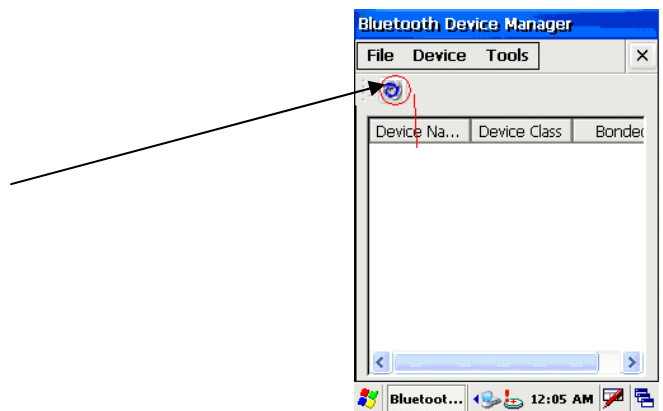 Bluetooth Device Manager
File Device Tools
Device Na... Device Class Bonded
Bluetoot... 12:05 AM